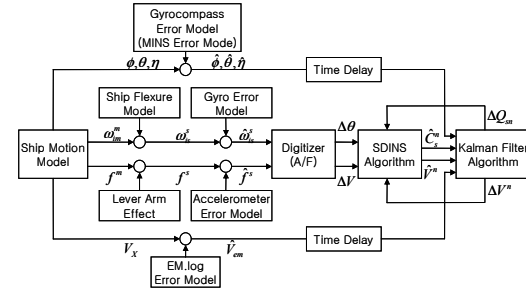 Gyrocompass
Error Model
(MINS Error Mode)
ϕ,θ,η
ϕ̂,θ̂,η̂
Time Delay
Ship Flexure
Model
Gyro Error
Model
ΔQ_sn
Ship Motion
Model
ω^m_im
ω^s_is
ω̂^s_is
Digitizer
(A/F)
Δθ
SDINS
Algorithm
Ĉ^n_s
Kalman Filter
Algorithm
f^m
f^s
f̂^s
ΔV
V̂^n
Lever Arm
Effect
Accelerometer
Error Model
ΔV^n
V_X
V̂_em
Time Delay
EM.log
Error Model